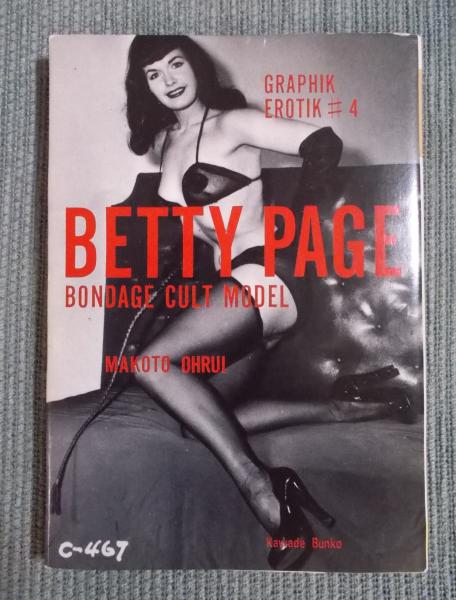 GRAPHIK
EROTIK #4
BETTY PAGE
BONDAGE CULT MODEL
MAKOTO OHRUI
Kawade Bunko
C-467